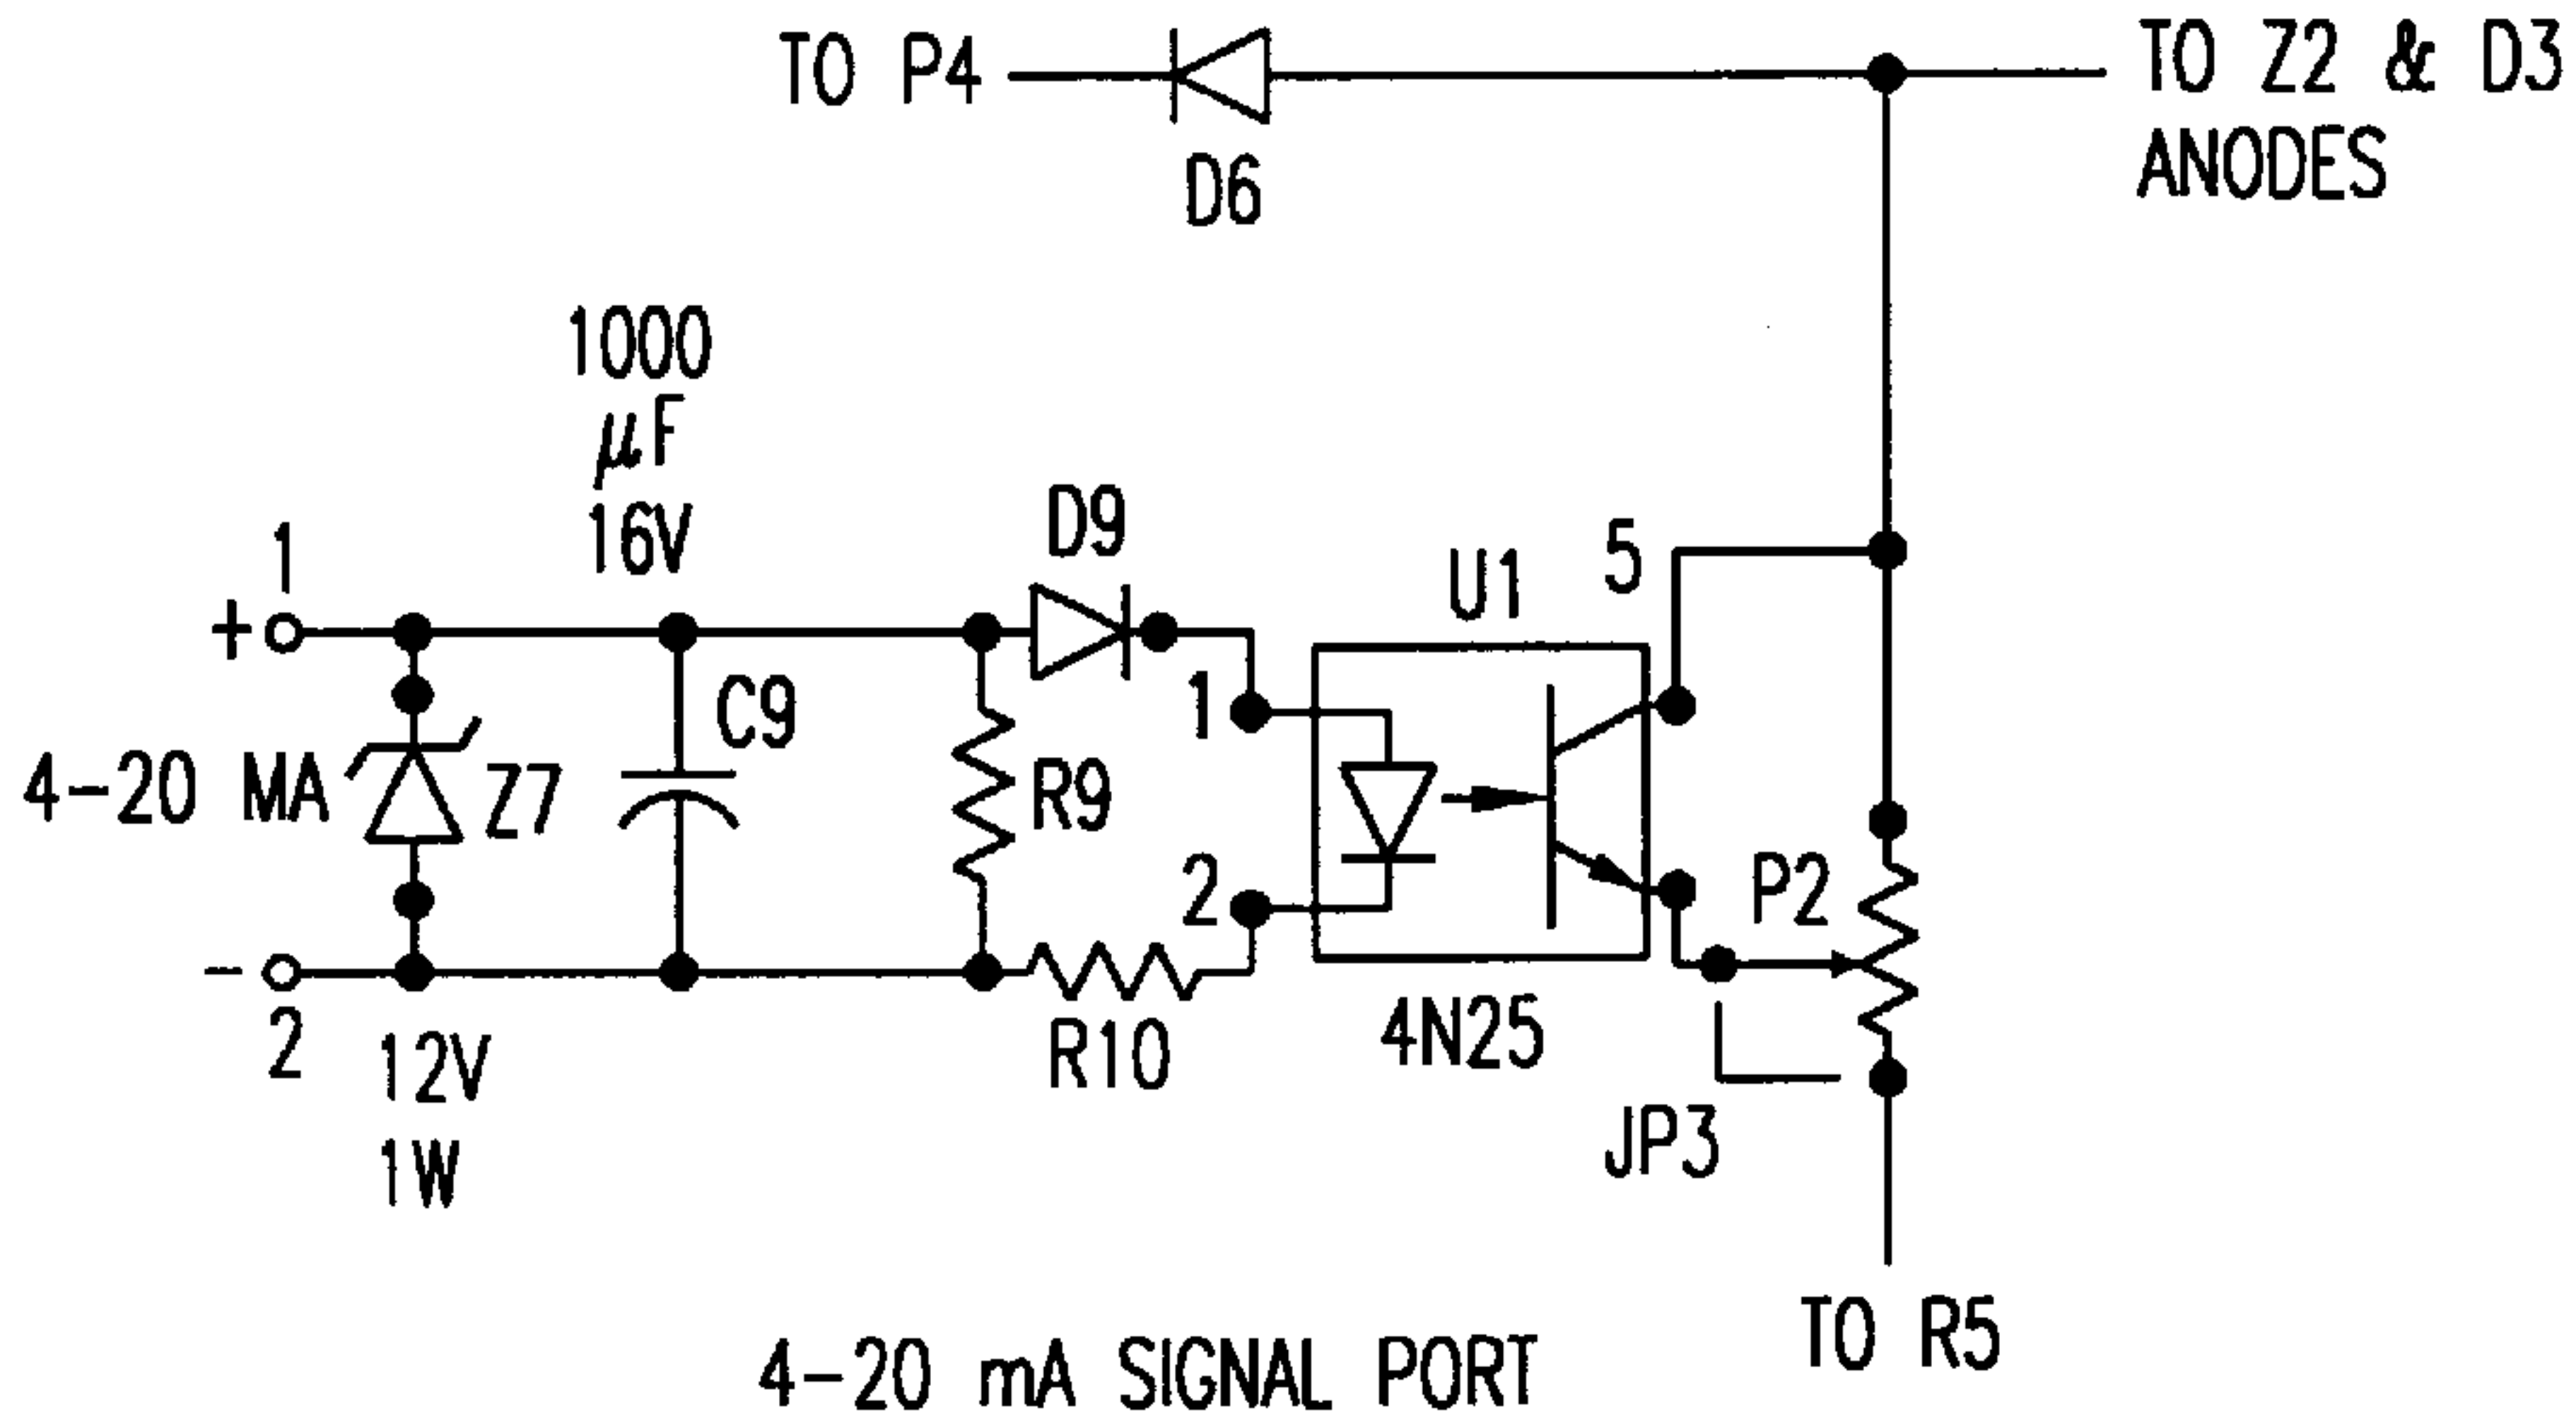 TO P4
TO Z2 & D3
ANODES
D6
1000
μF
16V
D9
1
+
U1
5
C9
1
4-20 MA
Z7
R9
2
P2
-
2
12V
1W
R10
4N25
JP3
TO R5
4-20 mA SIGNAL PORT